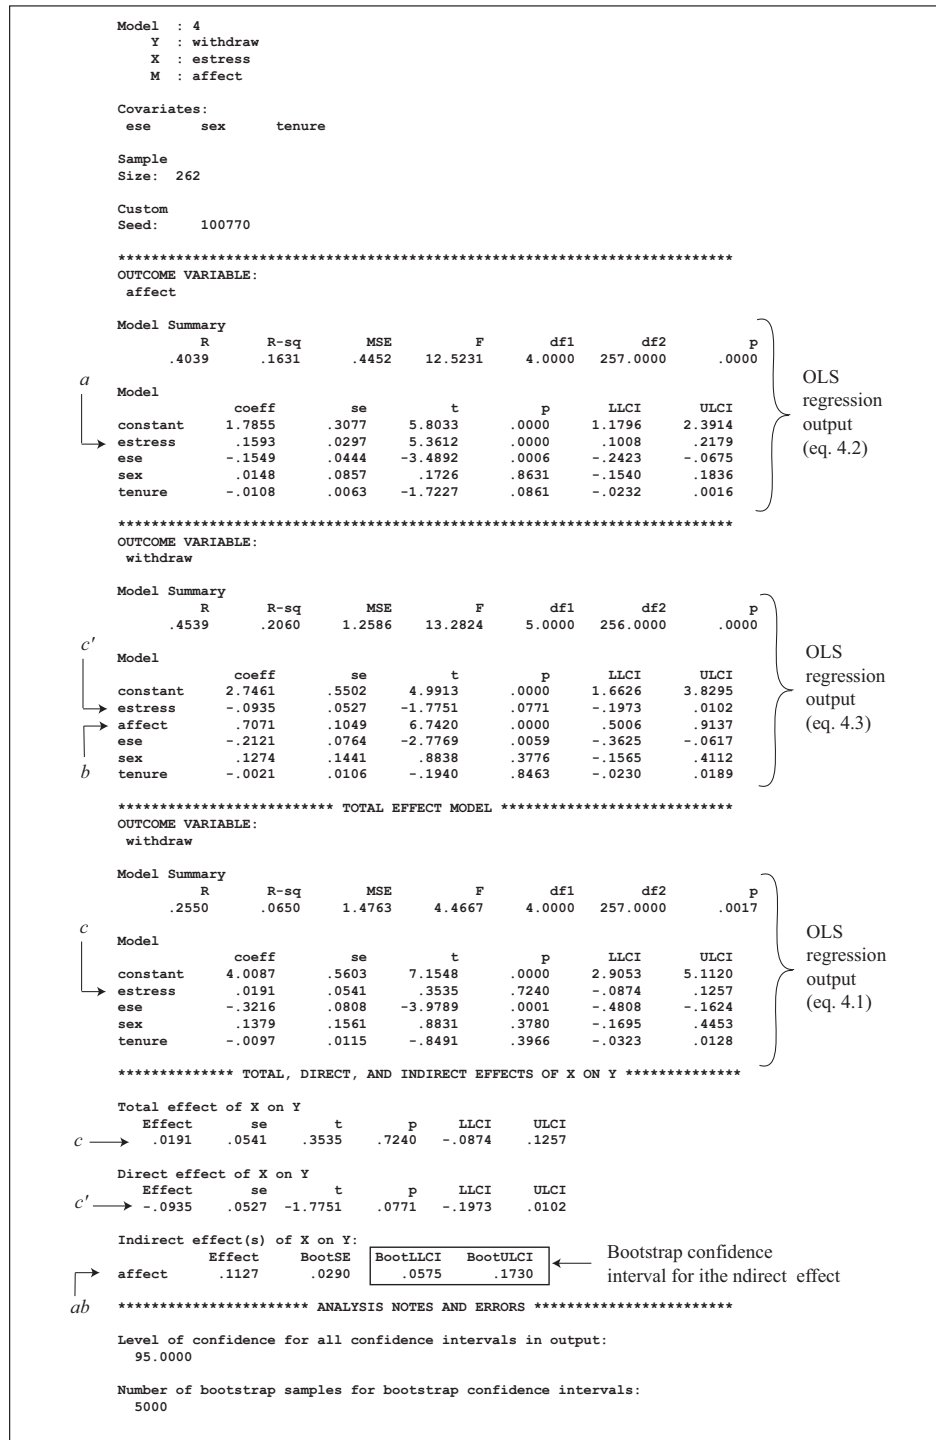 Model : 4
Y : withdraw
X : estress
M : affect
Covariates:
ese sex tenure
Sample
Size: 262
Custom
Seed: 100770
**************************************************************************
OUTCOME VARIABLE:
affect
Model Summary
R R-sq MSE F df1 df2 p
.4039 .1631 .4452 12.5231 4.0000 257.0000 .0000
a
Model
coeff se t p LLCI ULCI
constant 1.7855 .3077 5.8033 .0000 1.1796 2.3914
estress .1593 .0297 5.3612 .0000 .1008 .2179
ese -.1549 .0444 -3.4892 .0006 -.2423 -.0675
sex .0148 .0857 .1726 .8631 -.1540 .1836
tenure -.0108 .0063 -1.7227 .0861 -.0232 .0016
OLS
regression
output
(eq. 4.2)
**************************************************************************
OUTCOME VARIABLE:
withdraw
Model Summary
R R-sq MSE F df1 df2 p
.4539 .2060 1.2586 13.2824 5.0000 256.0000 .0000
c'
Model
coeff se t p LLCI ULCI
constant 2.7461 .5502 4.9913 .0000 1.6626 3.8295
estress -.0935 .0527 -1.7751 .0771 -.1973 .0102
affect .7071 .1049 6.7420 .0000 .5006 .9137
ese -.2121 .0764 -2.7769 .0059 -.3625 -.0617
sex .1274 .1441 .8838 .3776 -.1565 .4112
b
tenure -.0021 .0106 -.1940 .8463 -.0230 .0189
OLS
regression
output
(eq. 4.3)
************************** TOTAL EFFECT MODEL ****************************
OUTCOME VARIABLE:
withdraw
Model Summary
R R-sq MSE F df1 df2 p
.2550 .0650 1.4763 4.4667 4.0000 257.0000 .0017
c
Model
coeff se t p LLCI ULCI
constant 4.0087 .5603 7.1548 .0000 2.9053 5.1120
estress .0191 .0541 .3535 .7240 -.0874 .1257
ese -.3216 .0808 -3.9789 .0001 -.4808 -.1624
sex .1379 .1561 .8831 .3780 -.1695 .4453
tenure -.0097 .0115 -.8491 .3966 -.0323 .0128
OLS
regression
output
(eq. 4.1)
************** TOTAL, DIRECT, AND INDIRECT EFFECTS OF X ON Y **************
Total effect of X on Y
Effect se t p LLCI ULCI
c .0191 .0541 .3535 .7240 -.0874 .1257
Direct effect of X on Y
Effect se t p LLCI ULCI
c' -.0935 .0527 -1.7751 .0771 -.1973 .0102
Indirect effect(s) of X on Y:
Effect BootSE BootLLCI BootULCI
affect .1127 .0290 .0575 .1730
Bootstrap confidence
interval for ithe ndirect effect
ab
*********************** ANALYSIS NOTES AND ERRORS ************************
Level of confidence for all confidence intervals in output:
95.0000
Number of bootstrap samples for bootstrap confidence intervals:
5000